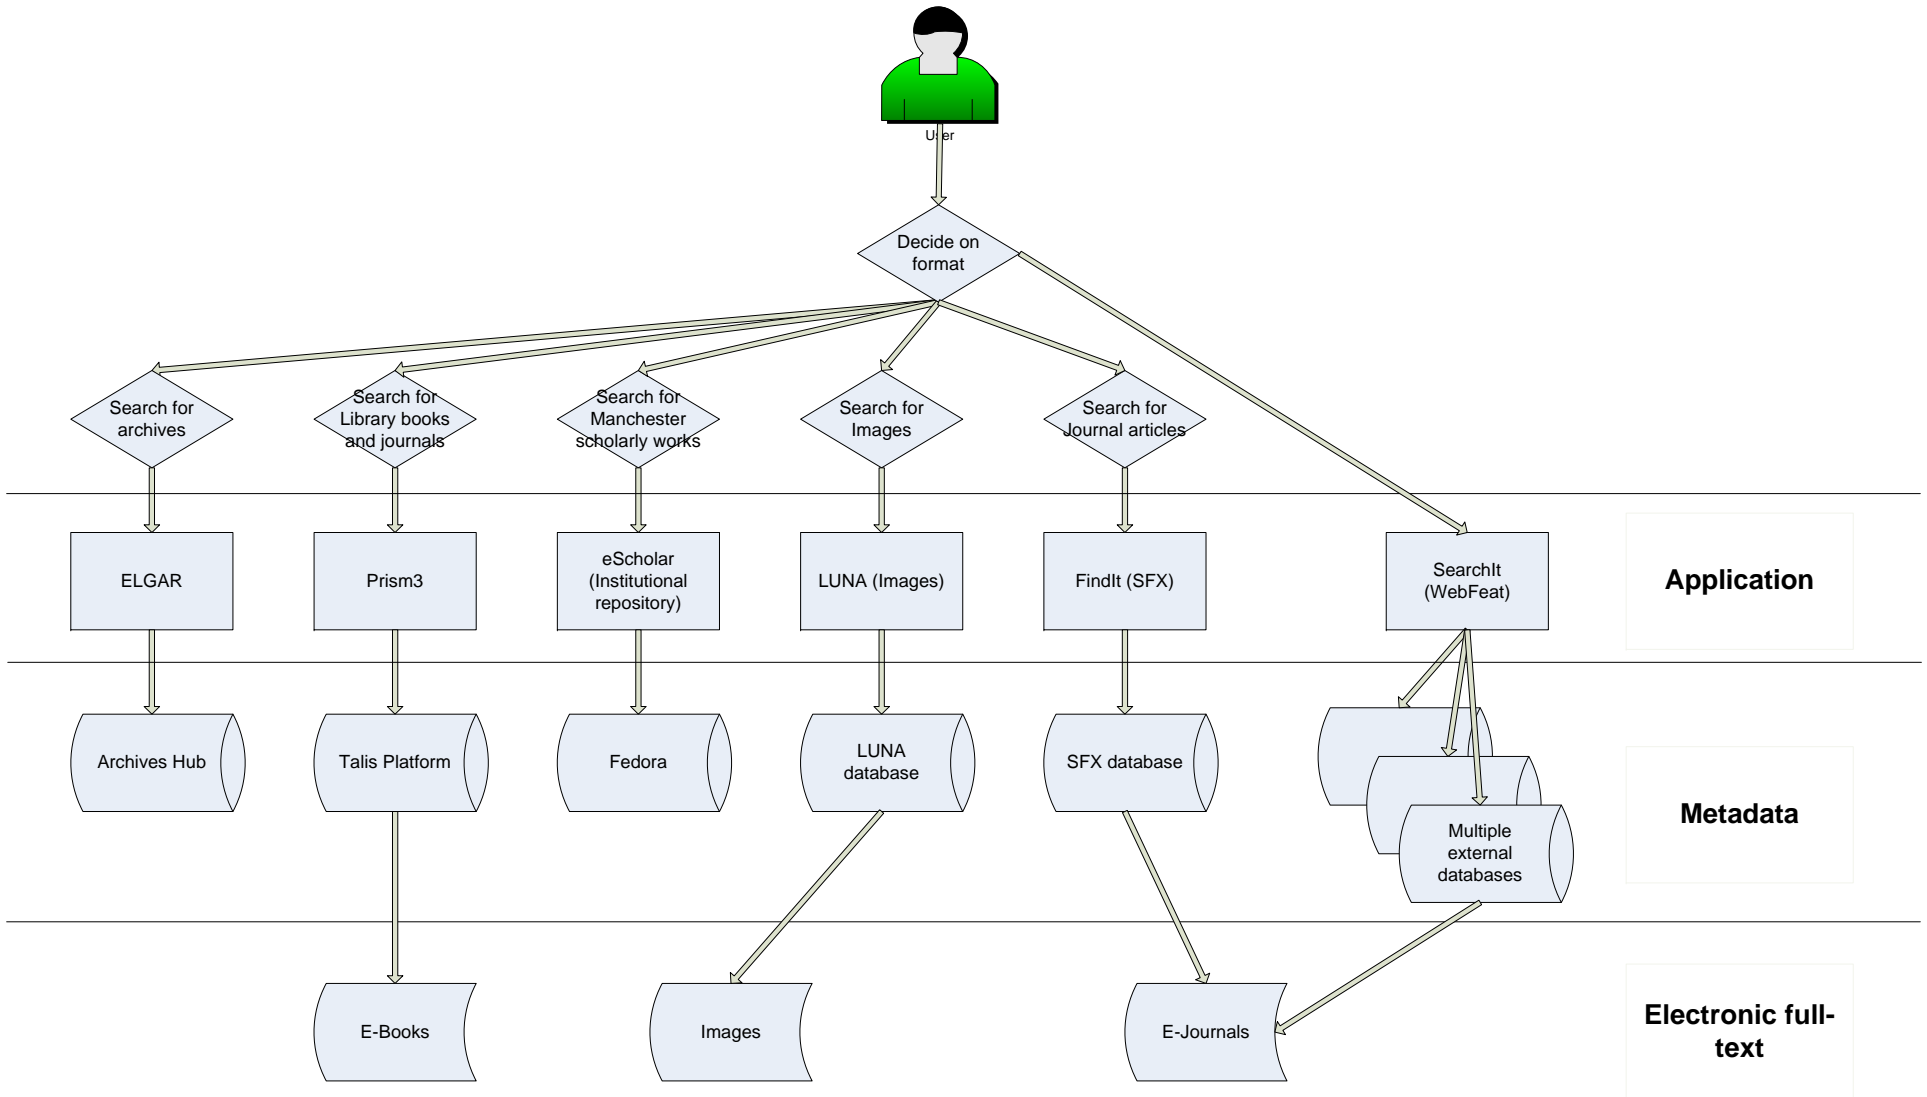 User
Decide on
format
Search for
archives
Search for
Library books
and journals
Search for
Manchester
scholarly works
Search for
Images
Search for
Journal articles
ELGAR
Prism3
eScholar
(Institutional
repository)
LUNA (Images)
FindIt (SFX)
SearchIt
(WebFeat)
Application
Archives Hub
Talis Platform
Fedora
LUNA
database
SFX database
Multiple
external
databases
Metadata
E-Books
Images
E-Journals
Electronic full-
text